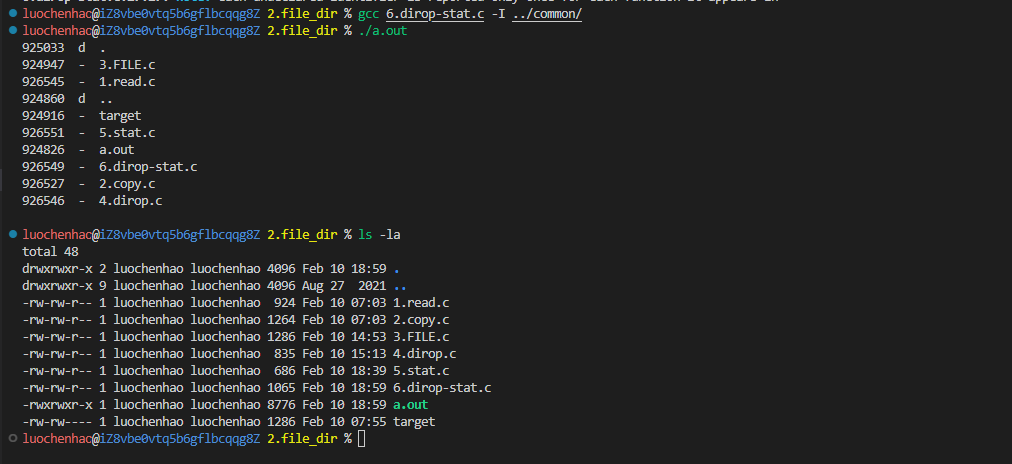 luochenhao@iZ8vbe0vtq5b6gflbcqqg8Z 2.file_dir % gcc 6.dirop-stat.c -I ../common/
luochenhao@iZ8vbe0vtq5b6gflbcqqg8Z 2.file_dir % ./a.out
925033 d .
924947 - 3.FILE.c
926545 - 1.read.c
924860 d ..
924916 - target
926551 - 5.stat.c
924826 - a.out
926549 - 6.dirop-stat.c
926527 - 2.copy.c
926546 - 4.dirop.c
luochenhao@iZ8vbe0vtq5b6gflbcqqg8Z 2.file_dir % ls -la
total 48
drwxrwxr-x 2 luochenhao luochenhao 4096 Feb 10 18:59 .
drwxrwxr-x 9 luochenhao luochenhao 4096 Aug 27  2021 ..
-rw-rw-r-- 1 luochenhao luochenhao  924 Feb 10 07:03 1.read.c
-rw-rw-r-- 1 luochenhao luochenhao 1264 Feb 10 07:03 2.copy.c
-rw-rw-r-- 1 luochenhao luochenhao 1286 Feb 10 14:53 3.FILE.c
-rw-rw-r-- 1 luochenhao luochenhao  835 Feb 10 15:13 4.dirop.c
-rw-rw-r-- 1 luochenhao luochenhao  686 Feb 10 18:39 5.stat.c
-rw-rw-r-- 1 luochenhao luochenhao 1065 Feb 10 18:59 6.dirop-stat.c
-rwxrwxr-x 1 luochenhao luochenhao 8776 Feb 10 18:59 a.out
-rw-rw---- 1 luochenhao luochenhao 1286 Feb 10 07:55 target
luochenhao@iZ8vbe0vtq5b6gflbcqqg8Z 2.file_dir %